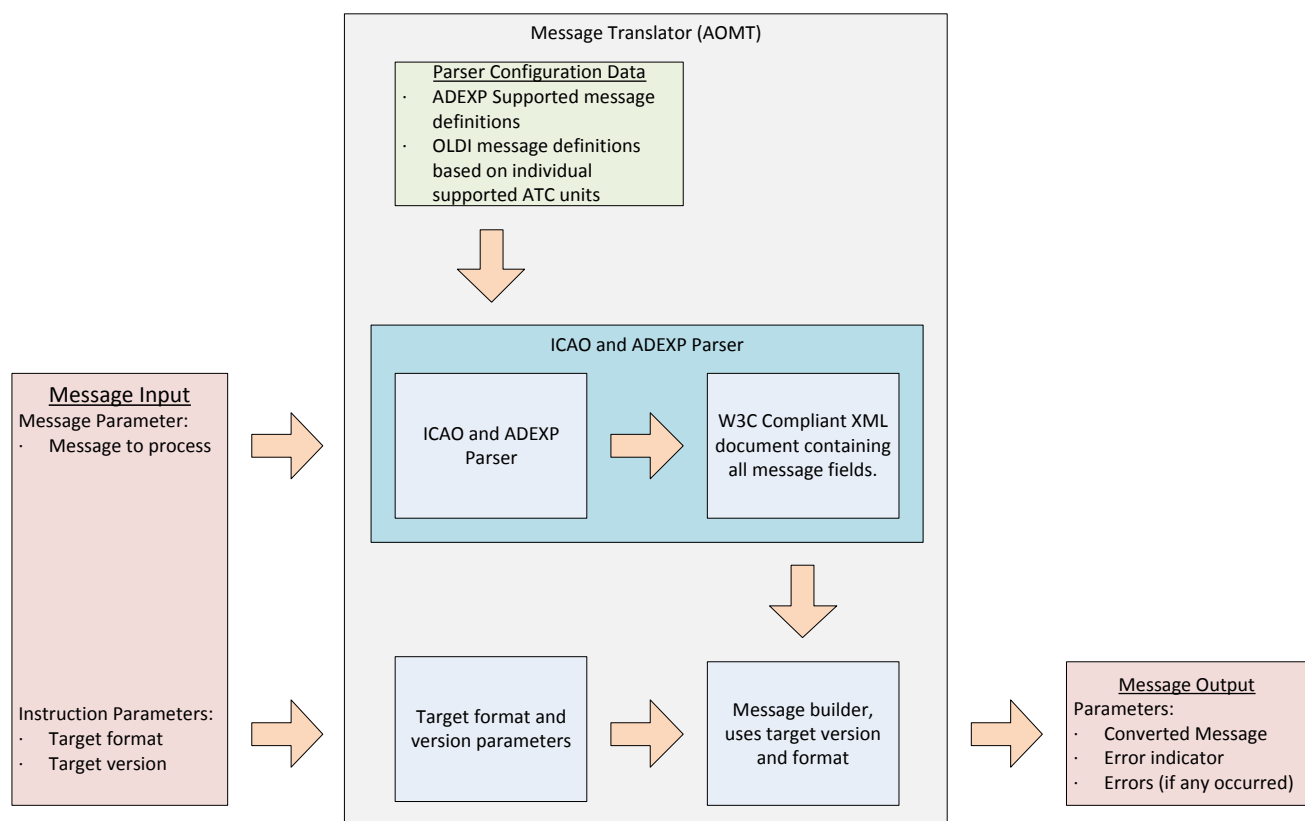 Message Translator (AOMT)
Parser Configuration Data
· ADEXP Supported message
definitions
· OLDI message definitions
based on individual
supported ATC units
ICAO and ADEXP Parser
ICAO and ADEXP
Parser
W3C Compliant XML
document containing
all message fields.
Message Input
Message Parameter:
· Message to process
Instruction Parameters:
· Target format
· Target version
Target format and
version parameters
Message builder,
uses target version
and format
Message Output
Parameters:
· Converted Message
· Error indicator
· Errors (if any occurred)